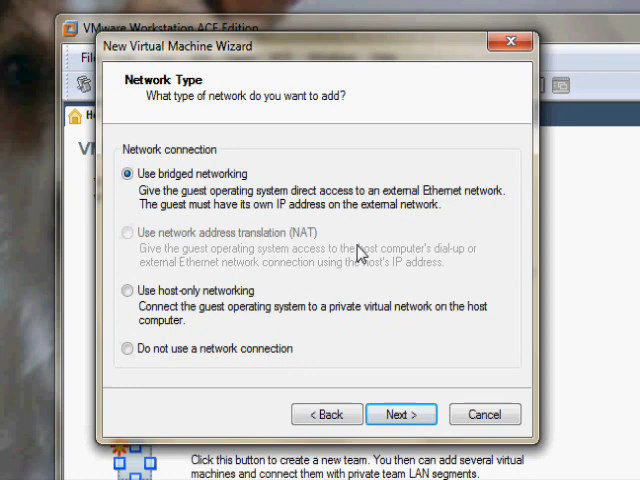 VMware Workstation ACE Edition
New Virtual Machine Wizard
Network Type
What type of network do you want to add?
Network connection
Use bridged networking
Give the guest operating system direct access to an external Ethernet network.
The guest must have its own IP address on the external network.
Use network address translation (NAT)
Give the guest operating system access to the host computer's dial-up or
external Ethernet network connection using the host's IP address.
Use host-only networking
Connect the guest operating system to a private virtual network on the host
computer.
Do not use a network connection
< Back
Next >
Cancel
Click this button to create a new team. You then can add several virtual
machines and connect them with private team LAN segments.